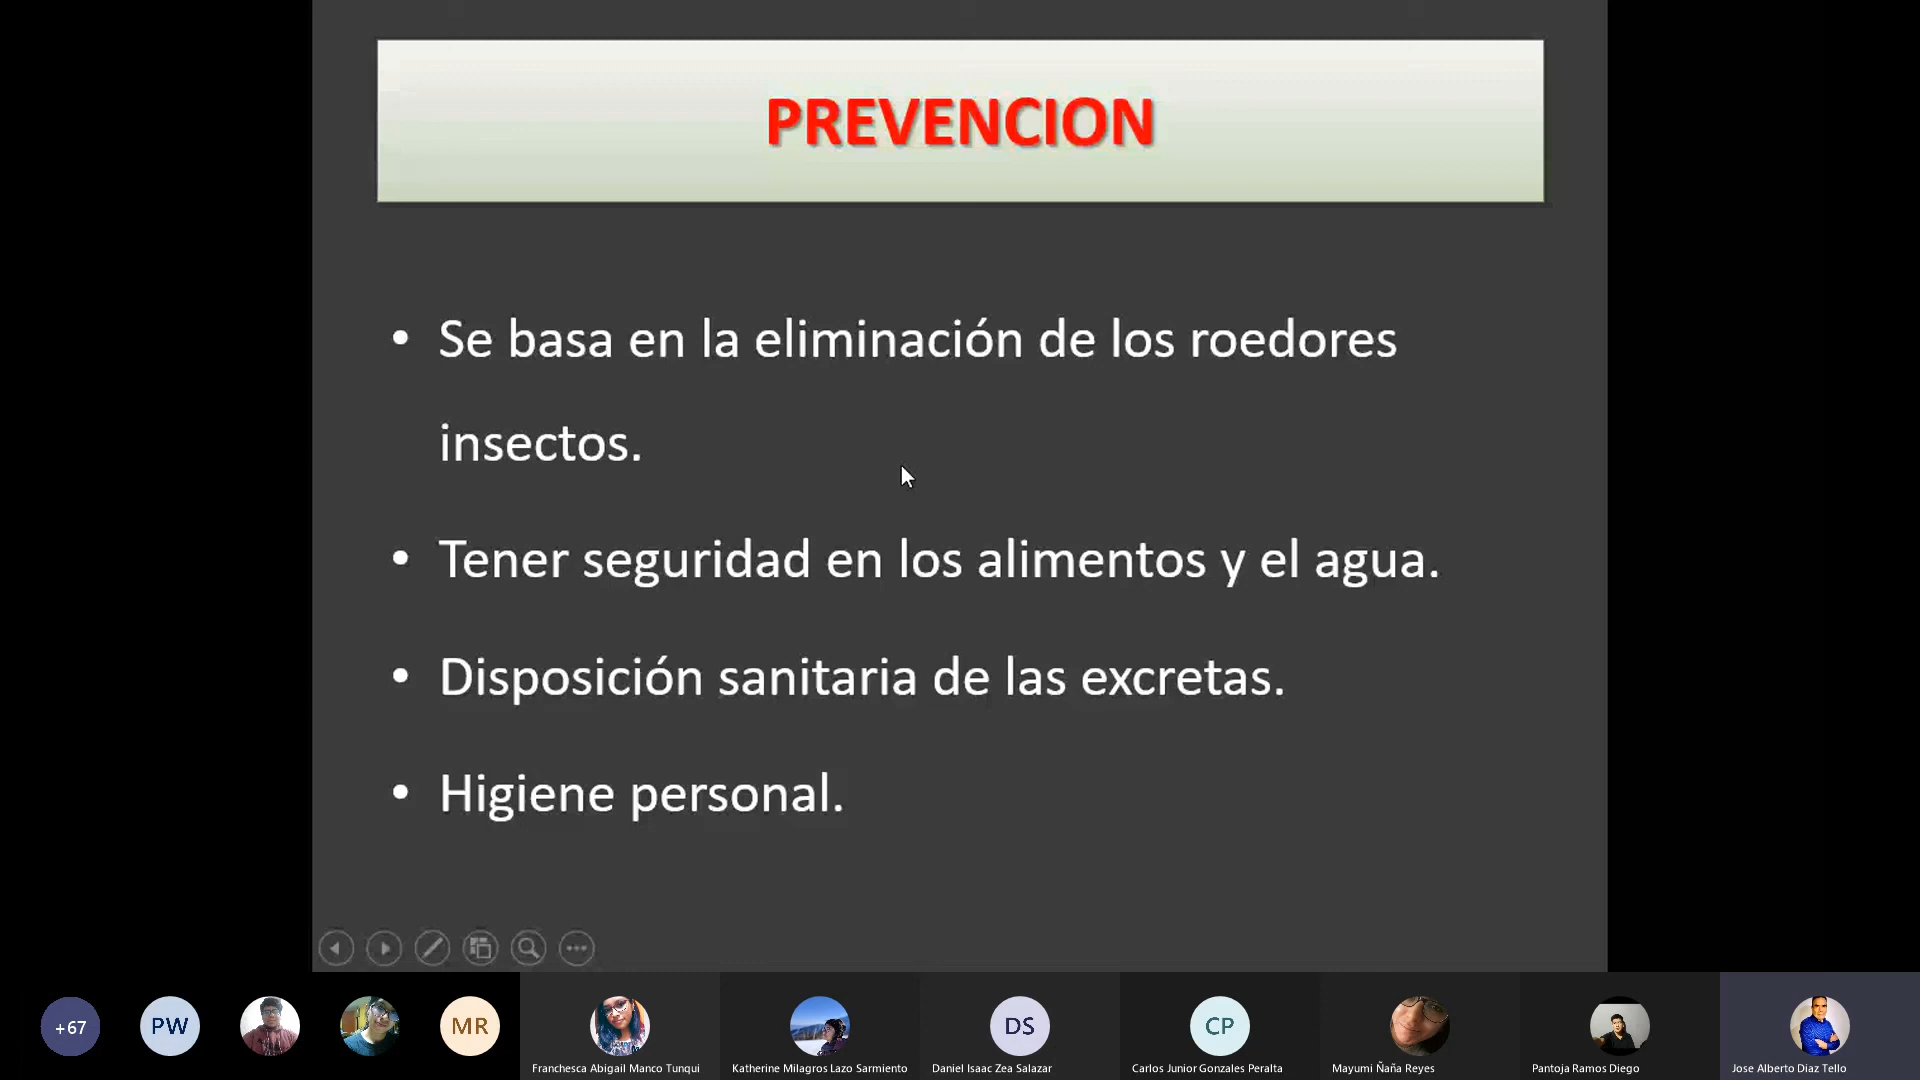 PREVENCION
• Se basa en la eliminación de los roedores
insectos.
• Tener seguridad en los alimentos y el agua.
• Disposición sanitaria de las excretas.
• Higiene personal.
+67
PW
MR
DS
CP
Franchesca Abigail Manco Tunqui
Katherine Milagros Lazo Sarmiento
Daniel Isaac Zea Salazar
Carlos Junior Gonzales Peralta
Mayumi Ñaña Reyes
Pantoja Ramos Diego
Jose Alberto Diaz Tello